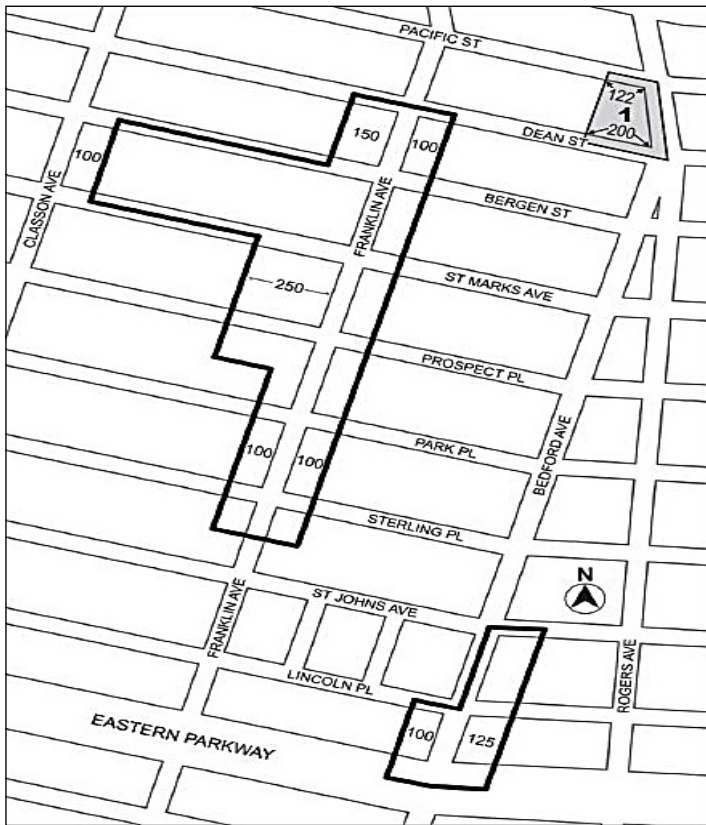 PACIFIC ST
122
1
200
DEAN ST
150
100
100
CLASSON AVE
FRANKLIN AVE
BERGEN ST
250
ST MARKS AVE
PROSPECT PL
PARK PL
BEDFORD AVE
100
100
STERLING PL
N
ST JOHNS AVE
FRANKLIN AVE
ROGERS AVE
LINCOLN PL
EASTERN PARKWAY
100
125